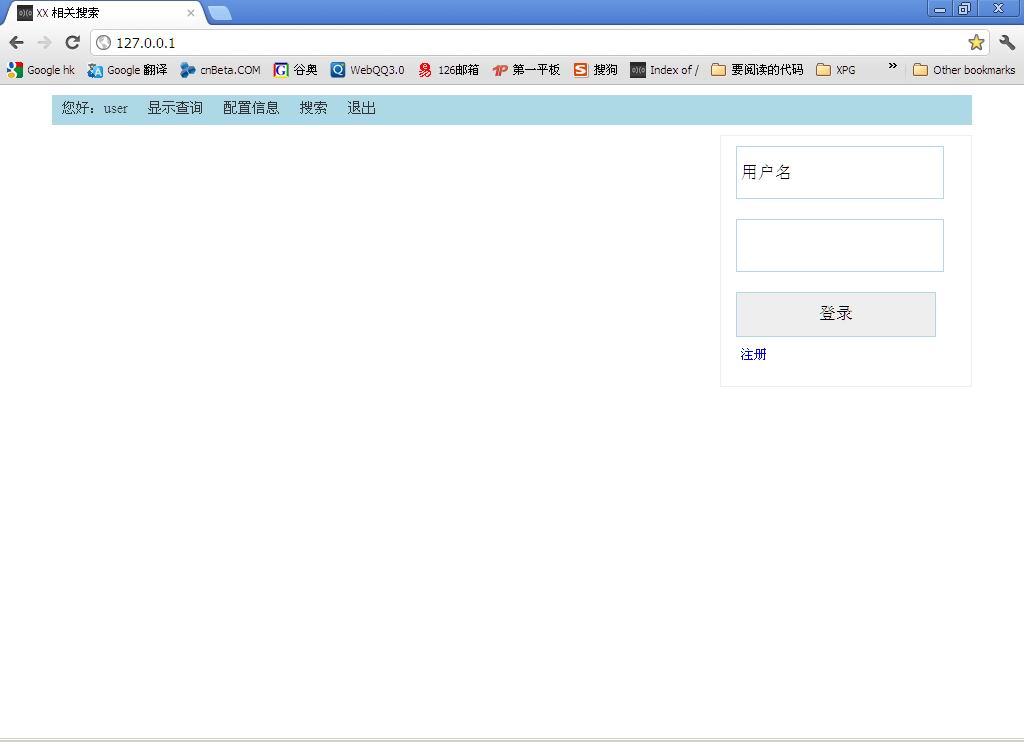 XX 相关搜索
127.0.0.1
Google hk Google 翻译 cnBeta.COM 谷奥 WebQQ3.0 126邮箱 第一平板 搜狗 Index of / 要阅读的代码 XPG » Other bookmarks
您好：user 显示查询 配置信息 搜索 退出
用户名
登录
注册